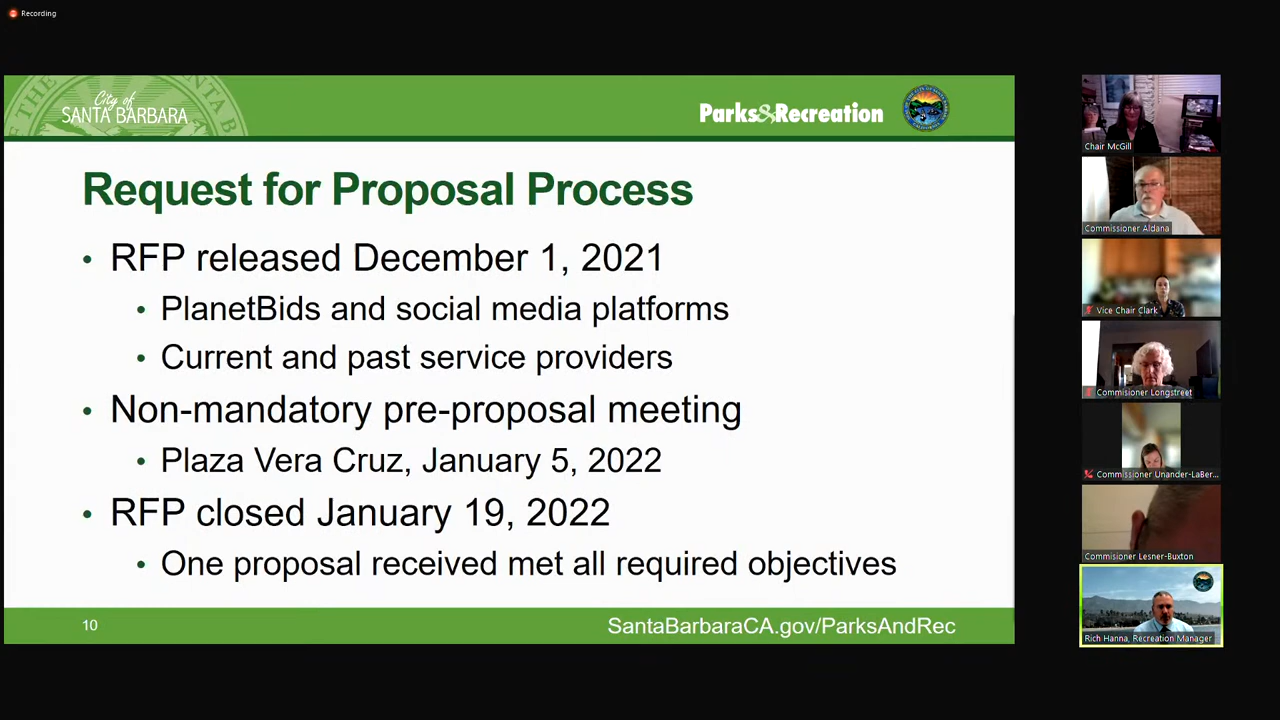 Recording
City of
SANTA BARBARA
Parks&Recreation
Request for Proposal Process
• RFP released December 1, 2021
• PlanetBids and social media platforms
• Current and past service providers
• Non-mandatory pre-proposal meeting
• Plaza Vera Cruz, January 5, 2022
• RFP closed January 19, 2022
• One proposal received met all required objectives
10
SantaBarbaraCA.gov/ParksAndRec
Chair McGill
Commissioner Aldana
Vice Chair Clark
Commisioner Longstreet
Commissioner Unander-LaBer...
Commisioner Lesner-Buxton
Rich Hanna, Recreation Manager